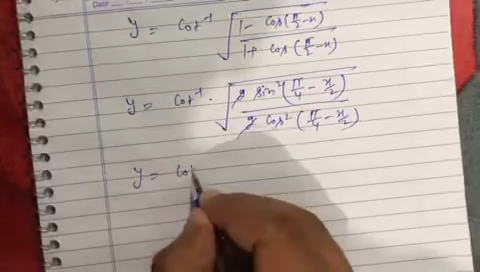 Date
y = cot⁻¹ √((1 - cos(π/2 - x))/(1 + cos(π/2 - x)))
y = cot⁻¹ · √((2 sin²(π/4 - x/2))/(2 cos²(π/4 - x/2)))
y = cot